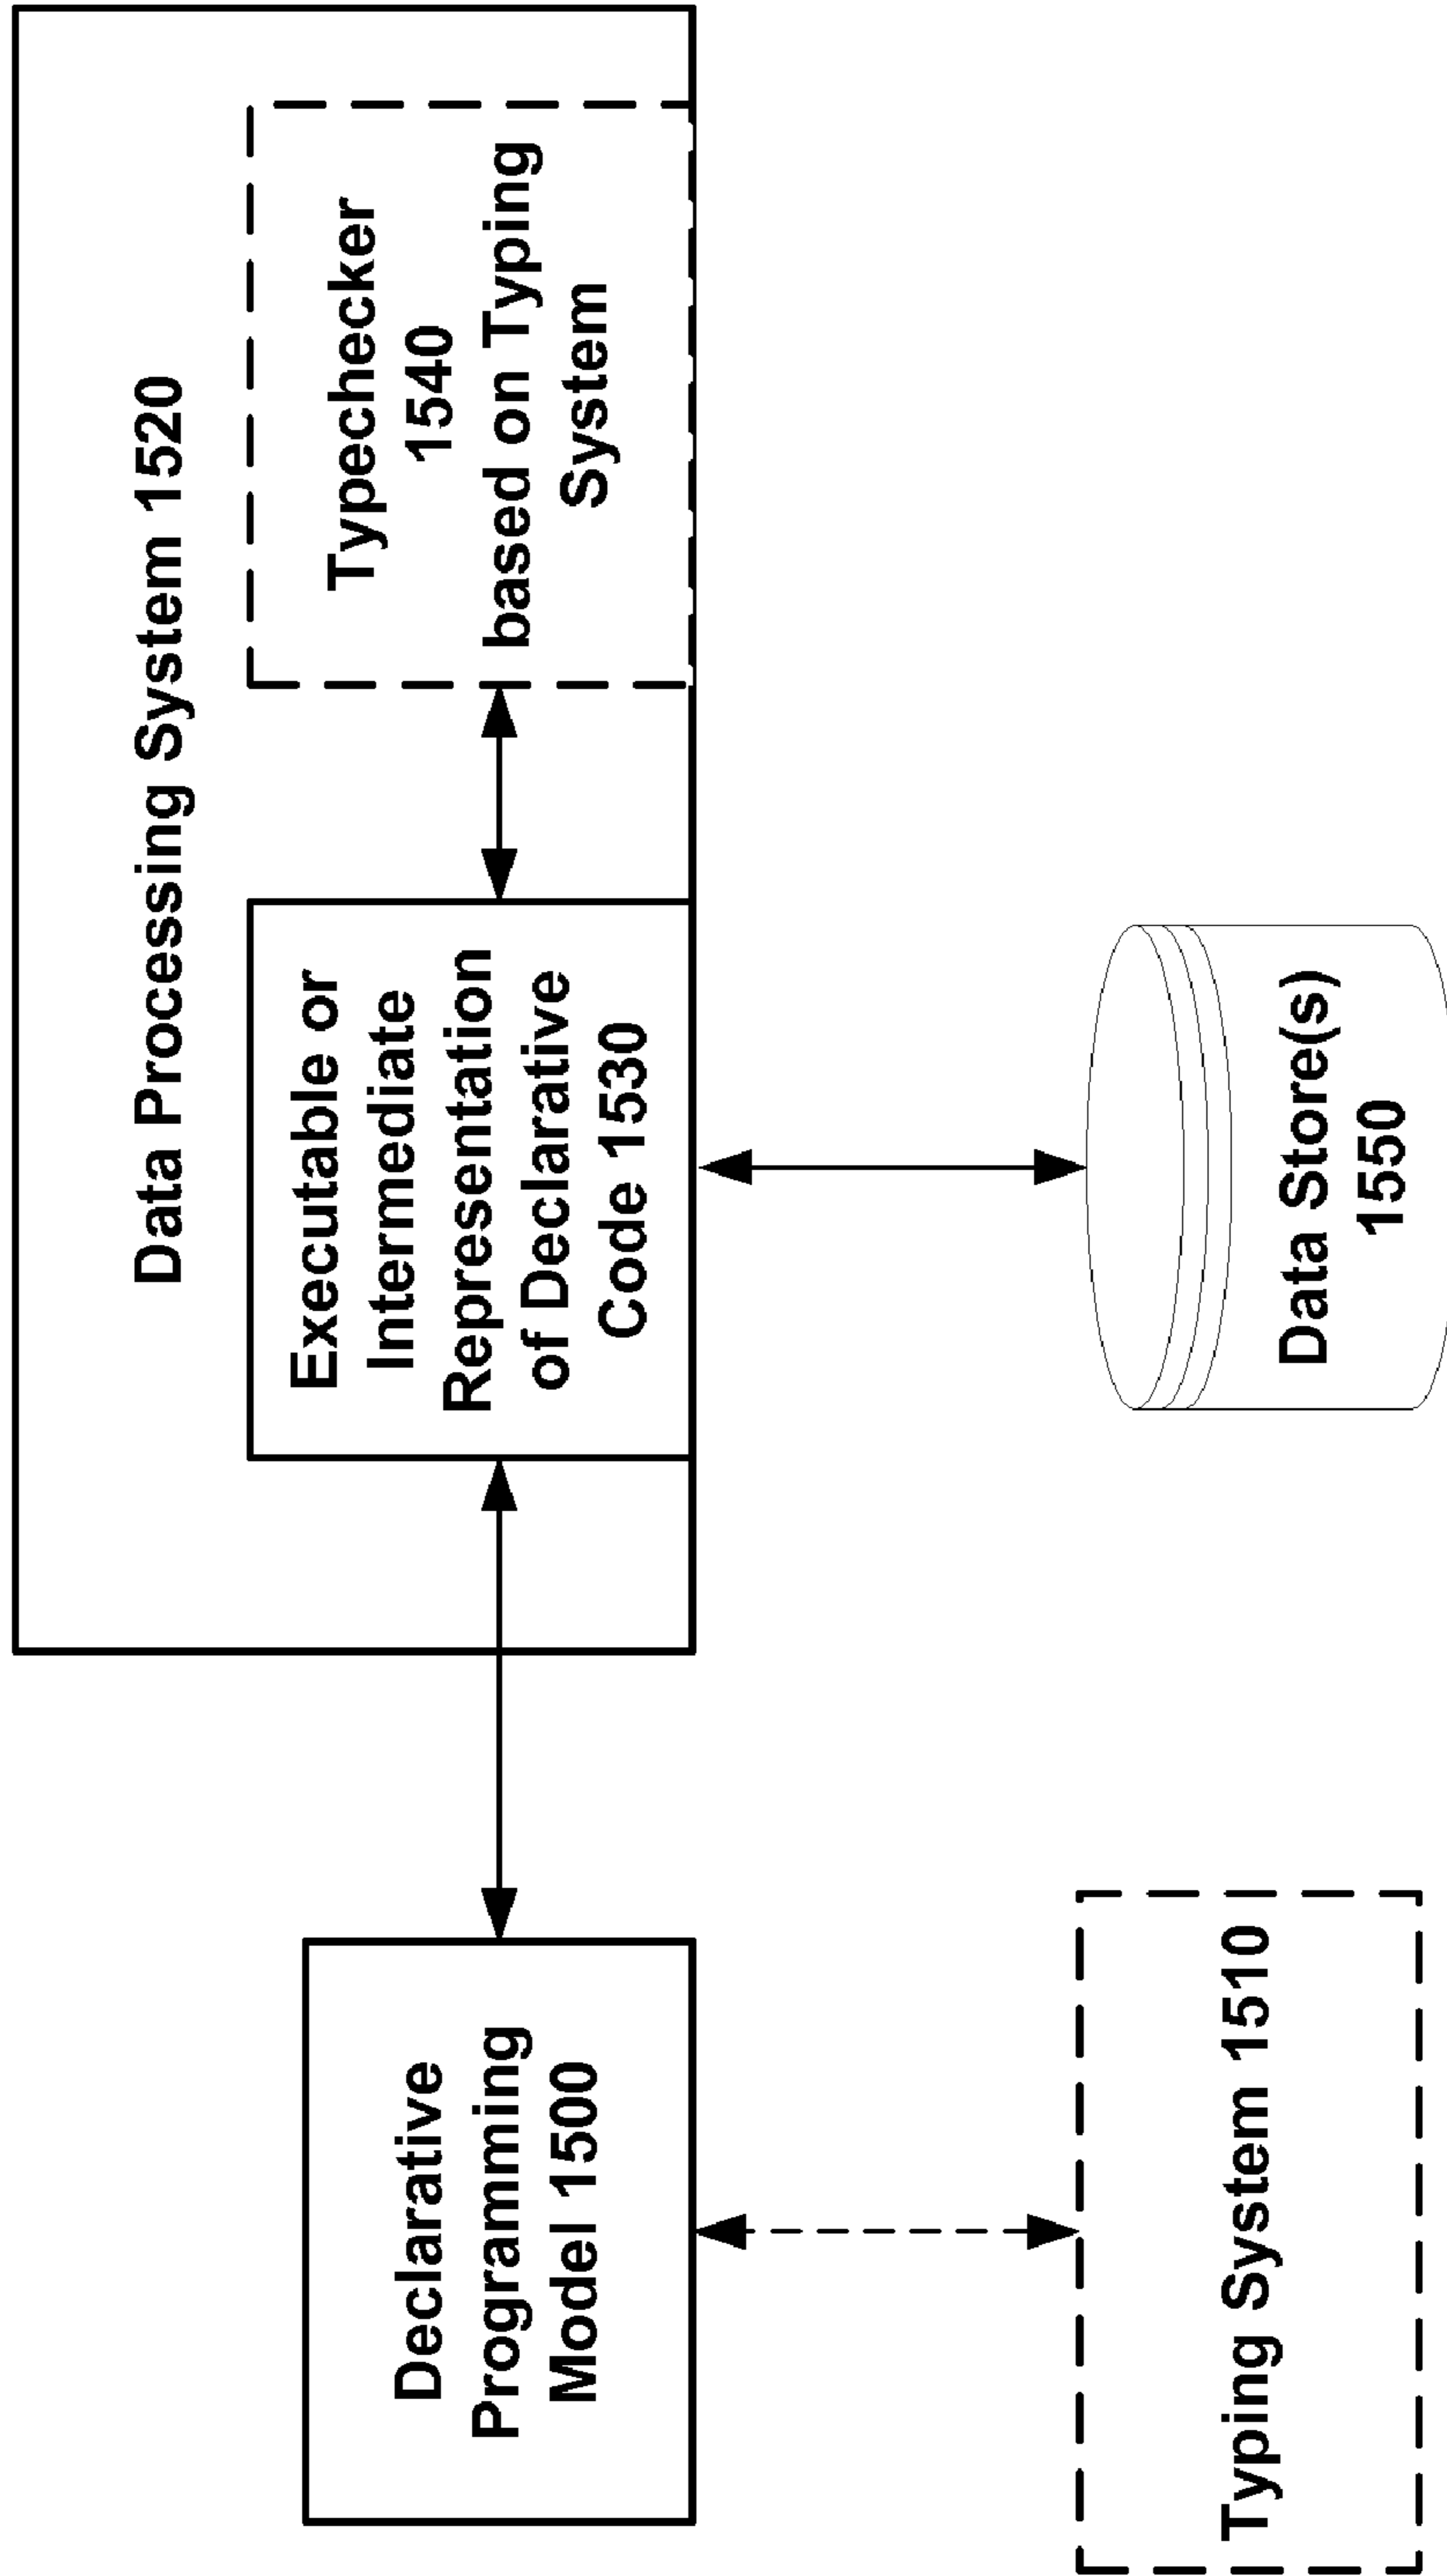 Data Processing System 1520
Declarative
Programming
Model 1500
Executable or
Intermediate
Representation
of Declarative
Code 1530
Typechecker
1540
based on Typing
System
Typing System 1510
Data Store(s)
1550